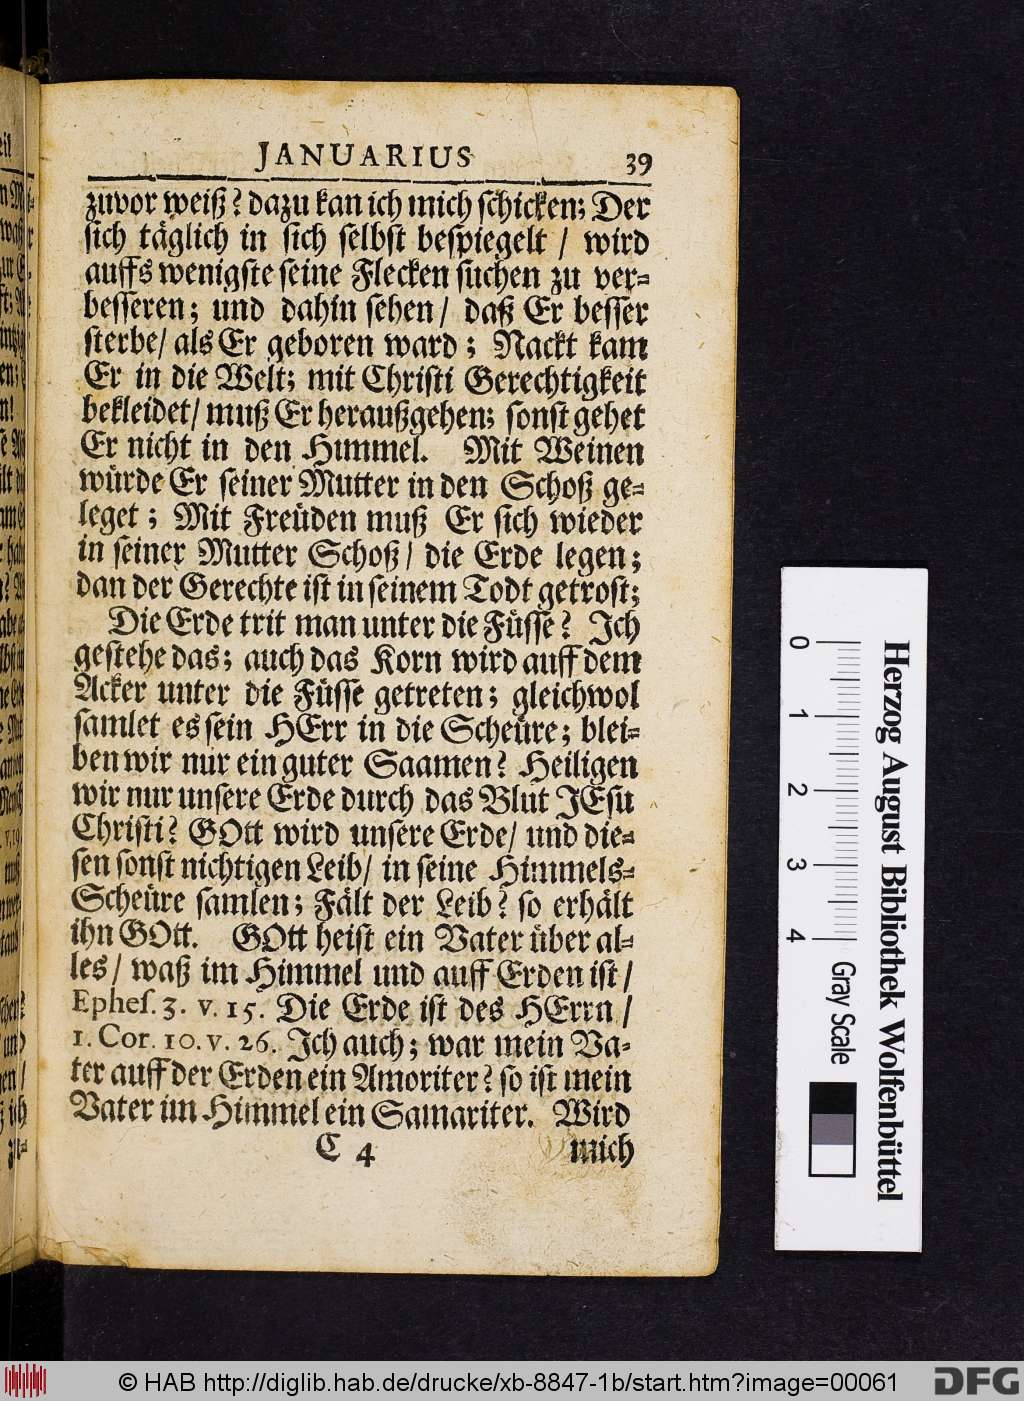 JANUARIUS 39
zuvor weiß? dazu kan ich mich schicken; Der
sich täglich in sich selbst bespiegelt / wird
auffs wenigste seine Flecken suchen zu ver-
besseren; und dahin sehen / daß Er besser
sterbe / als Er geboren ward; Nackt kam
Er in die Welt; mit Christi Gerechtigkeit
bekleidet / muß Er heraußgehen; sonst gehet
Er nicht in den Himmel. Mit Weinen
würde Er seiner Mutter in den Schoß ge-
leget; Mit Freüden muß Er sich wieder
in seiner Mutter Schoß / die Erde legen;
dan der Gerechte ist in seinem Todt getrost;
Die Erde trit man unter die Füsse? Ich
gestehe das; auch das Korn wird auff dem
Acker unter die Füsse getreten; gleichwol
samlet es sein HErr in die Scheüre; blei-
ben wir nur ein guter Saamen? Heiligen
wir nur unsere Erde durch das Blut JEsu
Christi? GOtt wird unsere Erde / und die-
sen sonst nichtigen Leib / in seine Himmels-
Scheüre samlen; Fält der Leib? so erhält
ihn GOtt. GOtt heist ein Vater über al-
les / waß im Himmel und auff Erden ist /
Ephes. 3. v. 15. Die Erde ist des HErrn /
1. Cor. 10. v. 26. Ich auch; war mein Va-
ter auff der Erden ein Amoriter? so ist mein
Vater im Himmel ein Samariter. Wird
C 4 mich
Herzog August Bibliothek Wolfenbüttel
0 1 2 3 4 Gray Scale
© HAB http://diglib.hab.de/drucke/xb-8847-1b/start.htm?image=00061
DFG